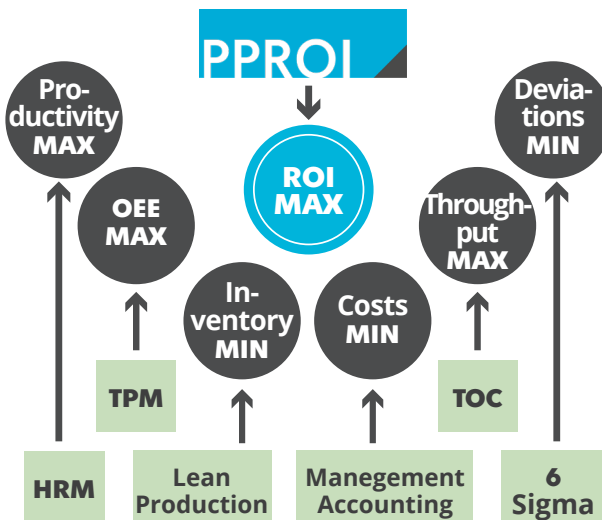 PPROI
Pro-
ductivity
MAX
Devia-
tions
MIN
ROI
MAX
OEE
MAX
Through-
put
MAX
In-
ventory
MIN
Costs
MIN
TPM
TOC
HRM
Lean
Production
Manegement
Accounting
6
Sigma